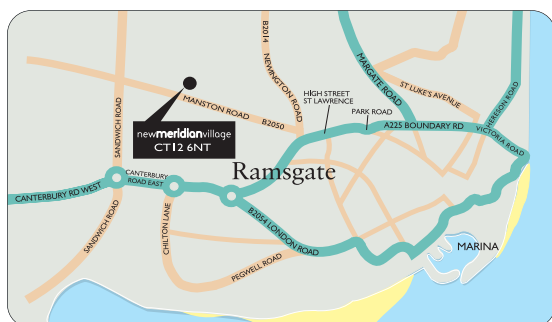 B2014
NEWINGTON ROAD
SANDWICH ROAD
MANSTON ROAD
B2050
newmeridianvillage
CT12 6NT
HIGH STREET
ST LAWRENCE
PARK ROAD
MARGATE ROAD
ST LUKE'S AVENUE
HERESON ROAD
A225 BOUNDARY RD
VICTORIA ROAD
Ramsgate
CANTERBURY RD WEST
CANTERBURY
ROAD EAST
SANDWICH ROAD
CHILTON LANE
B2054 LONDON ROAD
PEGWELL ROAD
MARINA